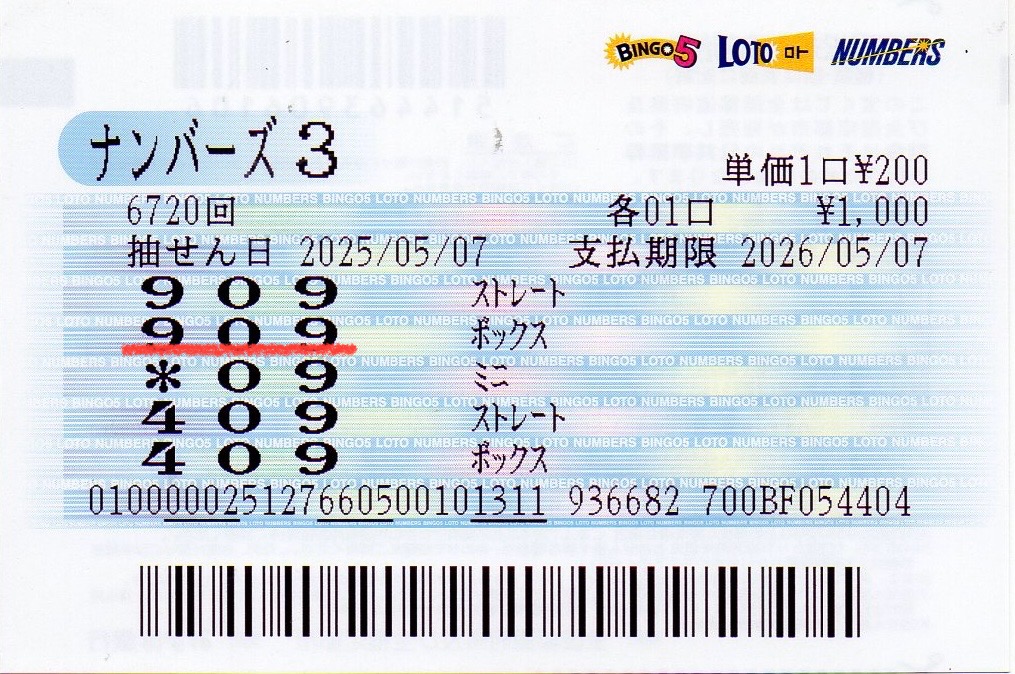 BINGO5 LOTO ロト NUMBERS
ナンバーズ3
単価1口¥200
6720回 各01口 ¥1,000
抽せん日 2025/05/07 支払期限 2026/05/07
909 ストレート
909 ボックス
*09 ミニ
409 ストレート
409 ボックス
010000025127660500101311 936682 700BF054404